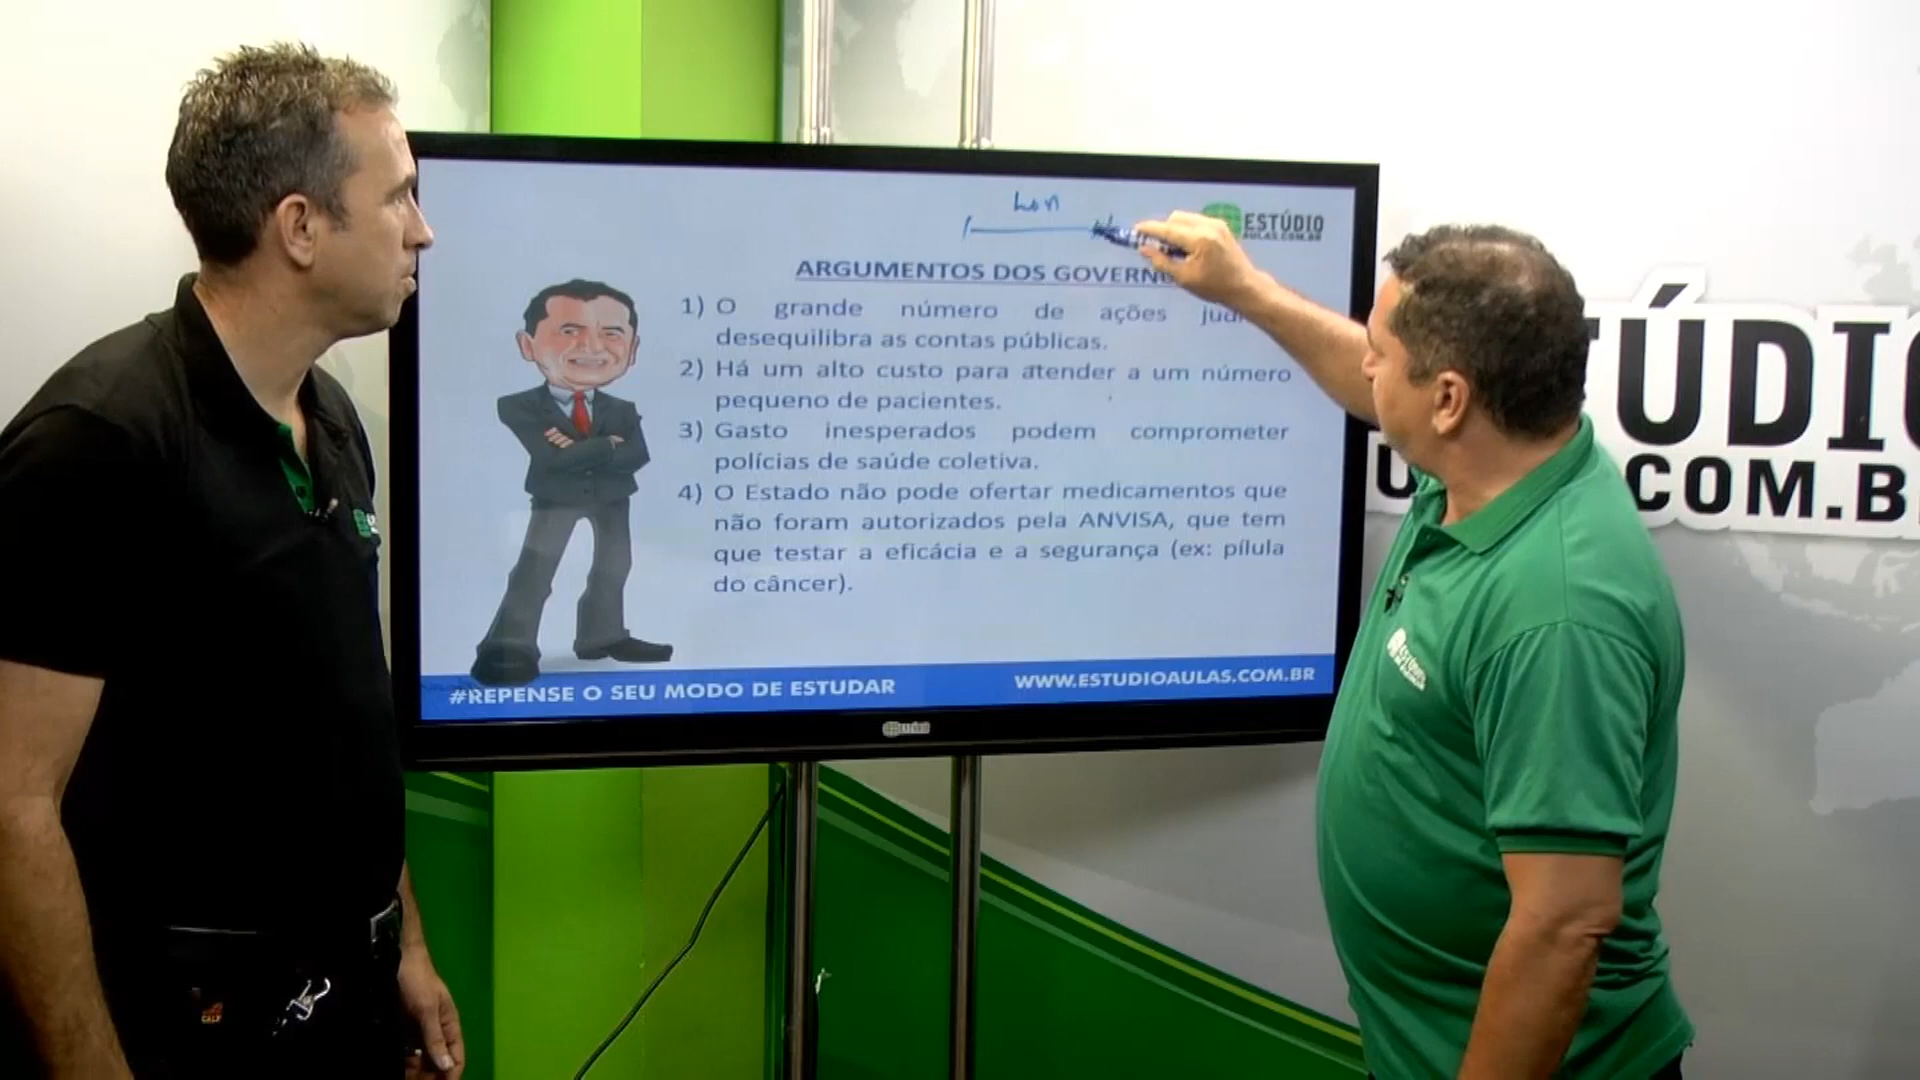 ESTÚDIO
AULAS.COM.BR
ARGUMENTOS DOS GOVERN
1) O grande número de ações
desequilibra as contas públicas.
2) Há um alto custo para atender a um número
pequeno de pacientes.
3) Gasto inesperados podem comprometer
polícias de saúde coletiva.
4) O Estado não pode ofertar medicamentos que
não foram autorizados pela ANVISA, que tem
que testar a eficácia e a segurança (ex: pílula
do câncer).
#REPENSE O SEU MODO DE ESTUDAR
WWW.ESTUDIOAULAS.COM.BR
ÚDIO
COM.B